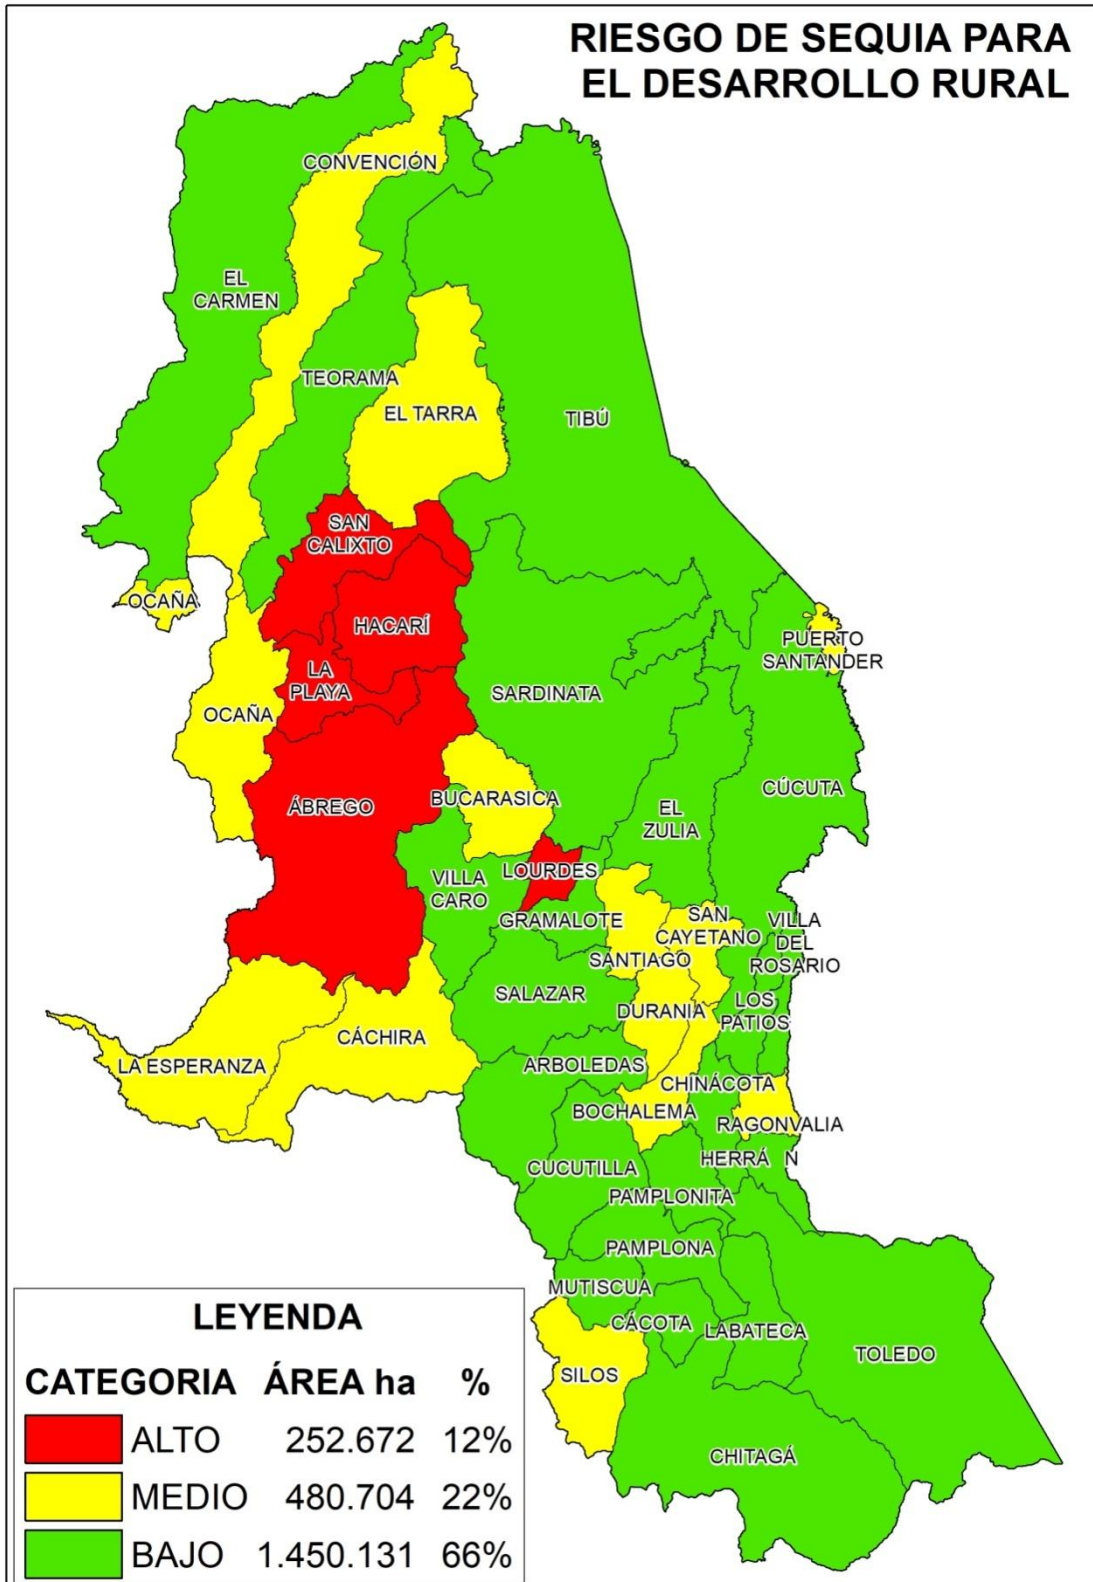 RIESGO DE SEQUIA PARA
EL DESARROLLO RURAL
CONVENCIÓN
EL
CARMEN
TEORAMA
EL TARRA
TIBÚ
SAN
CALIXTO
OCAÑA
HACARÍ
PUERTO
SANTANDER
LA
PLAYA
SARDINATA
OCAÑA
CÚCUTA
BUCARASICA
ÁBREGO
EL
ZULIA
LOURDES
VILLA
CARO
GRAMALOTE
SAN
CAYETANO
VILLA
DEL
ROSARIO
SANTIAGO
SALAZAR
DURANIA
LOS
PATIOS
CÁCHIRA
LA ESPERANZA
ARBOLEDAS
CHINÁCOTA
BOCHALEMA
RAGONVALIA
HERRÁ N
CUCUTILLA
PAMPLONITA
PAMPLONA
MUTISCUA
CÁCOTA
LABATECA
TOLEDO
SILOS
CHITAGÁ
LEYENDA
CATEGORIA ÁREA ha %
ALTO 252.672 12%
MEDIO 480.704 22%
BAJO 1.450.131 66%